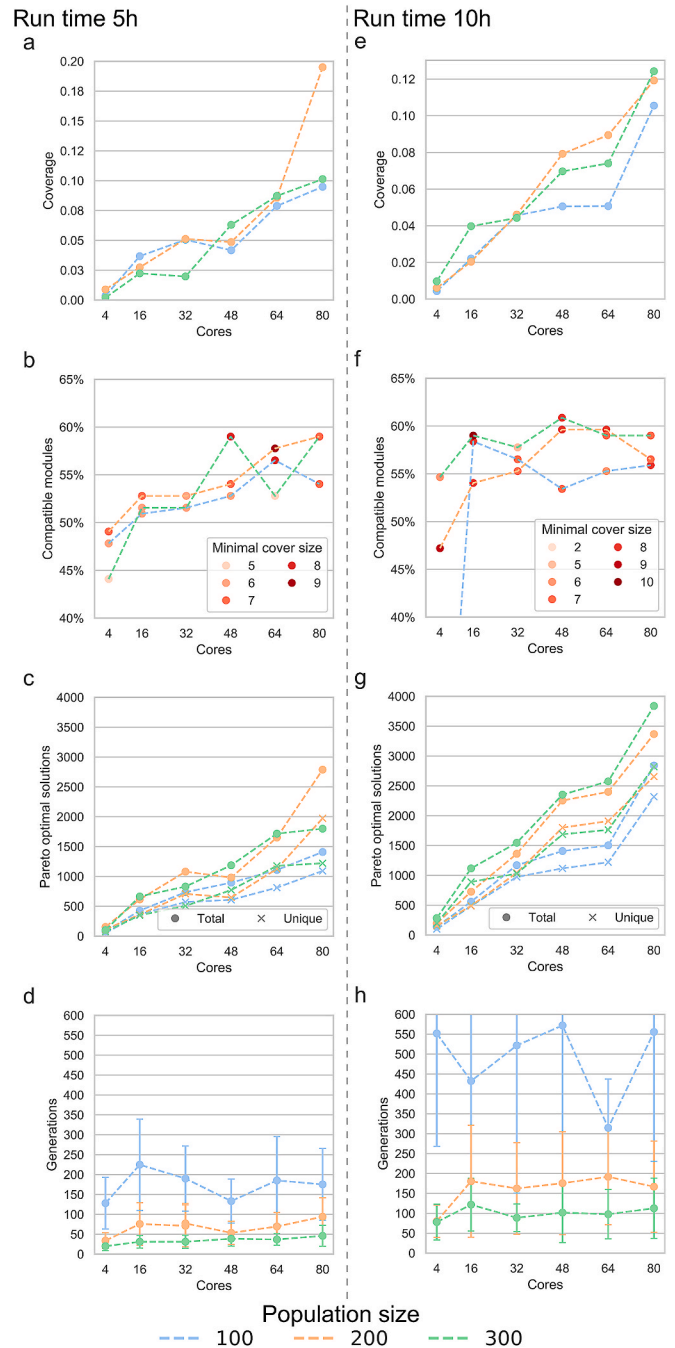 Run time 5h
Run time 10h
a
0.20
0.18
0.15
0.13
0.10
0.08
0.05
0.03
0.00
Coverage
4 16 32 48 64 80
Cores
e
0.12
0.10
0.08
0.06
0.04
0.02
0.00
Coverage
4 16 32 48 64 80
Cores
b
65%
60%
55%
50%
45%
40%
Compatible modules
Minimal cover size
5 8
6 9
7
4 16 32 48 64 80
Cores
f
65%
60%
55%
50%
45%
40%
Compatible modules
Minimal cover size
2 8
5 9
6 10
7
4 16 32 48 64 80
Cores
c
4000
3500
3000
2500
2000
1500
1000
500
0
Pareto optimal solutions
Total Unique
4 16 32 48 64 80
Cores
g
4000
3500
3000
2500
2000
1500
1000
500
0
Pareto optimal solutions
Total Unique
4 16 32 48 64 80
Cores
d
600
550
500
450
400
350
300
250
200
150
100
50
0
Generations
4 16 32 48 64 80
Cores
h
600
550
500
450
400
350
300
250
200
150
100
50
0
Generations
4 16 32 48 64 80
Cores
Population size
100 200 300